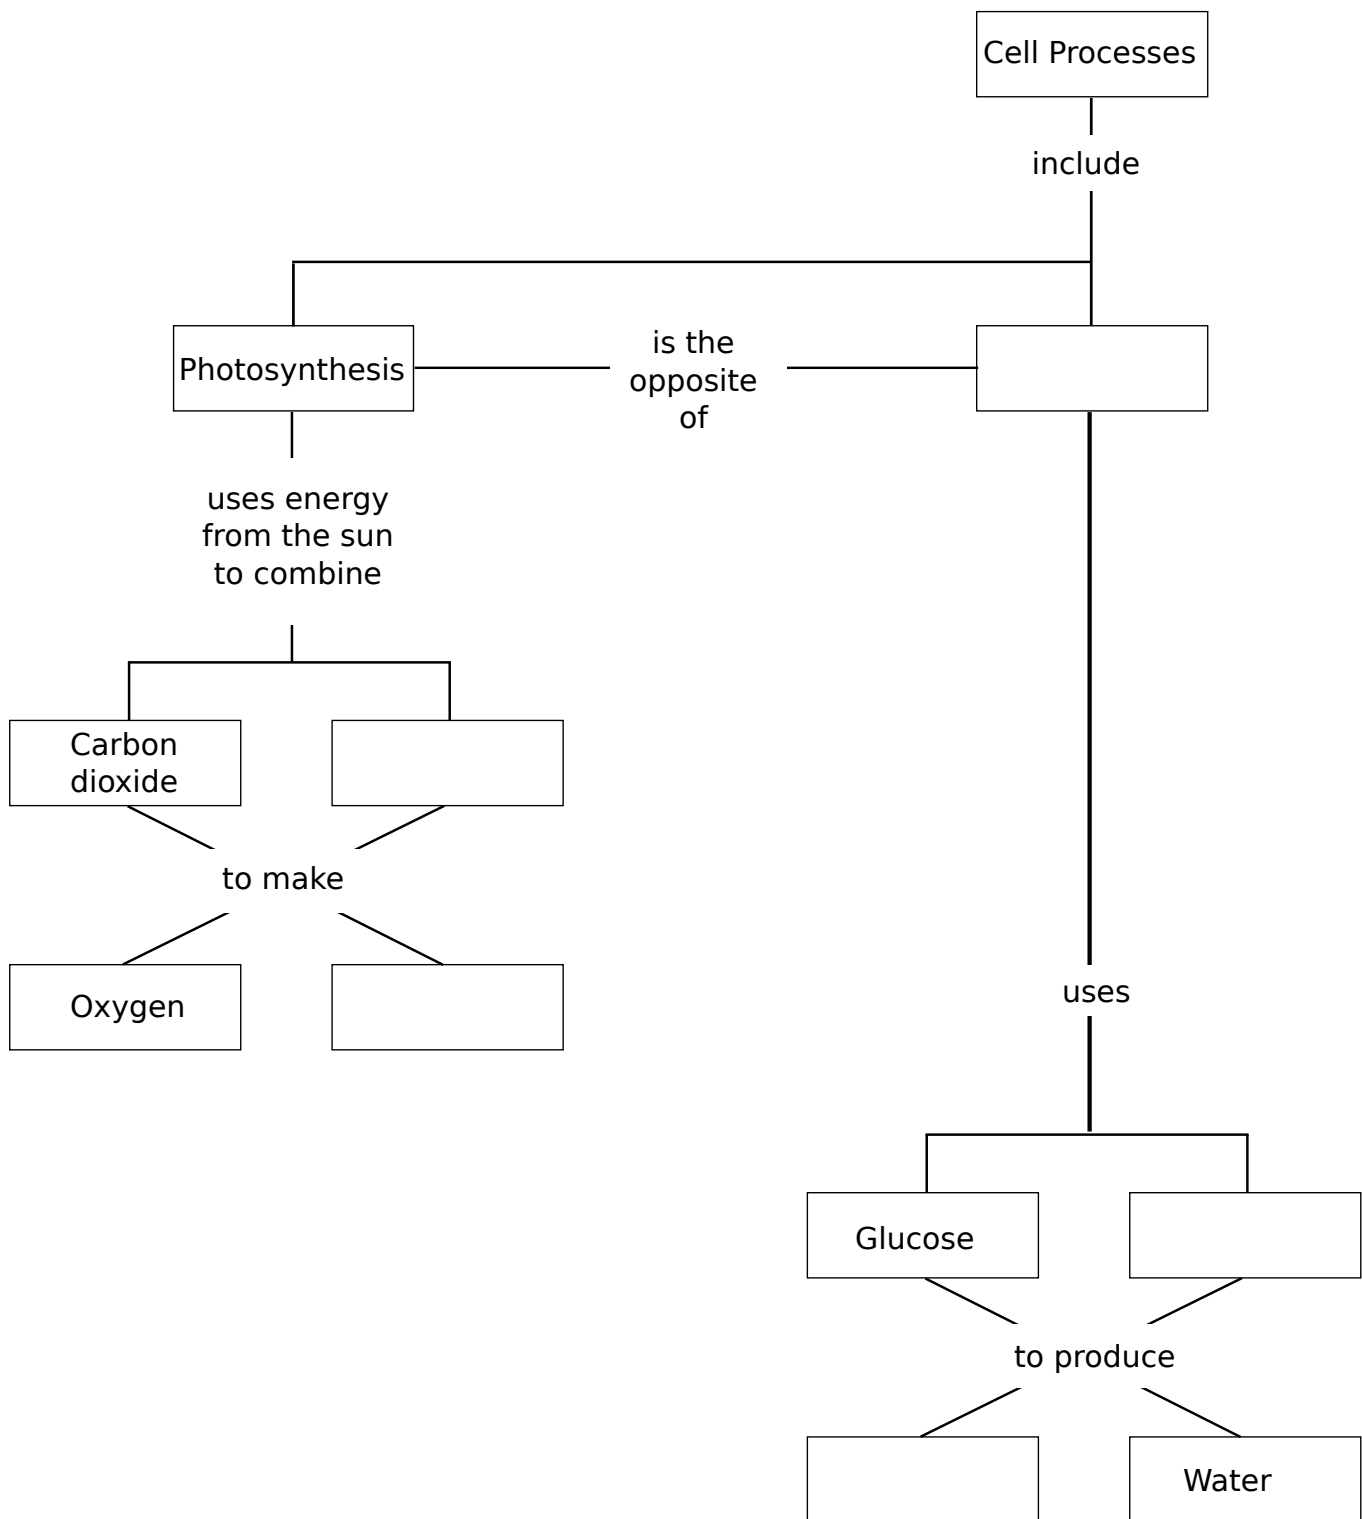 Cell Processes
include
Photosynthesis
is the
opposite
of
uses energy
from the sun
to combine
Carbon
dioxide
to make
Oxygen
uses
Glucose
to produce
Water